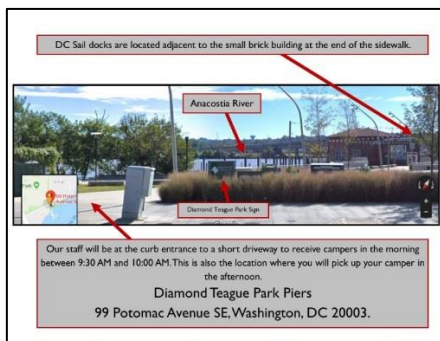 DC Sail docks are located adjacent to the small brick building at the end of the sidewalk.
Anacostia River
Diamond Teague Park Sign
Our staff will be at the curb entrance to a short driveway to receive campers in the morning
between 9:30 AM and 10:00 AM. This is also the location where you will pick up your camper in
the afternoon.
Diamond Teague Park Piers
99 Potomac Avenue SE, Washington, DC 20003.